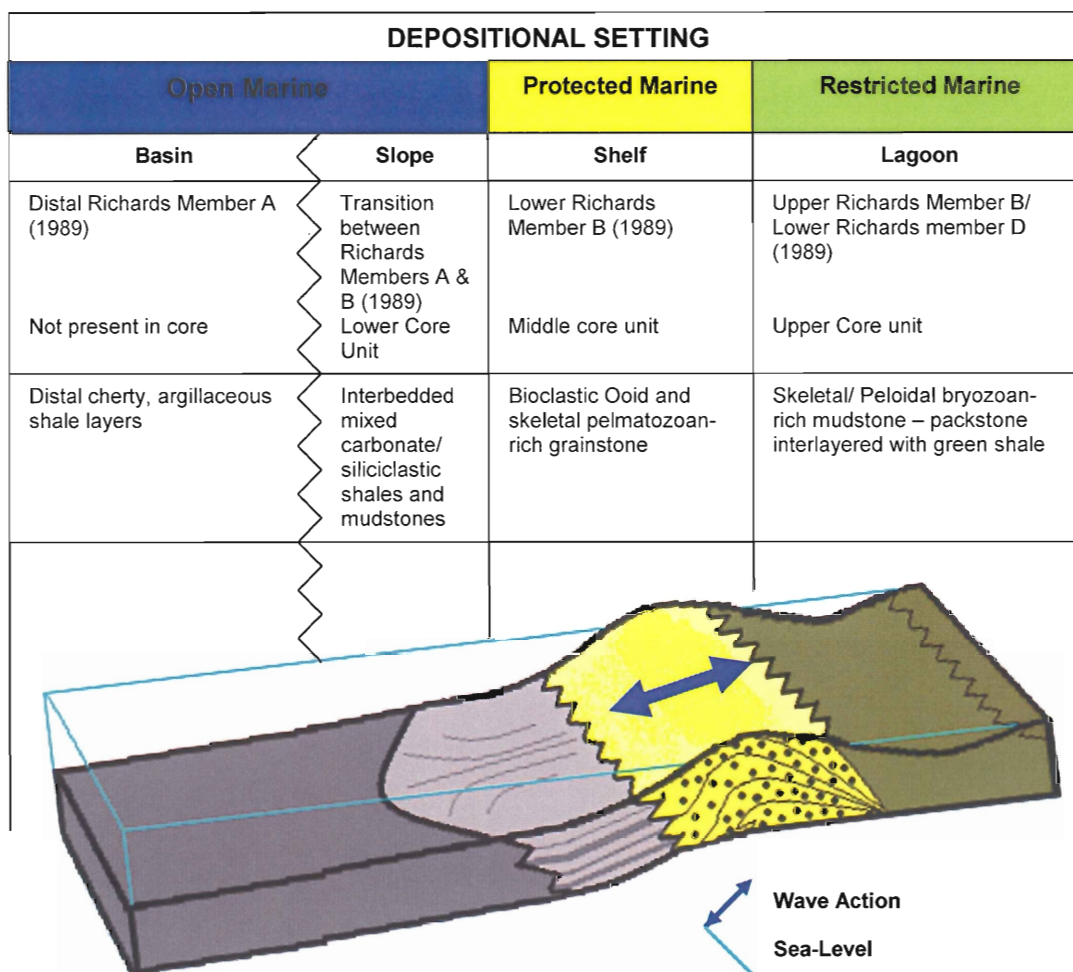 DEPOSITIONAL SETTING
Open Marine
Protected Marine
Restricted Marine
Basin
Slope
Shelf
Lagoon
Distal Richards Member A
(1989)
Not present in core
Transition
between
Richards
Members A &
B (1989)
Lower Core
Unit
Lower Richards
Member B (1989)
Middle core unit
Upper Richards Member B/
Lower Richards member D
(1989)
Upper Core unit
Distal cherty, argillaceous
shale layers
Interbedded
mixed
carbonate/
siliciclastic
shales and
mudstones
Bioclastic Ooid and
skeletal pelmatozoan-
rich grainstone
Skeletal/ Peloidal bryozoan-
rich mudstone – packstone
interlayered with green shale
Wave Action
Sea-Level